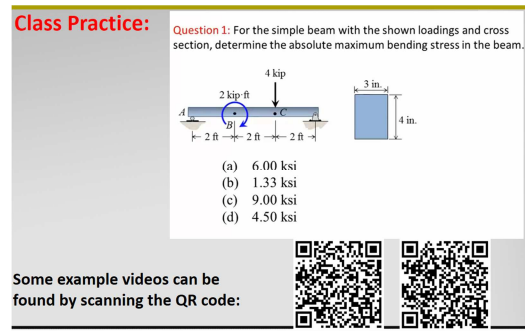 Class Practice:
Question 1: For the simple beam with the shown loadings and cross
section, determine the absolute maximum bending stress in the beam.
4 kip
2 kip·ft
A
B
C
2 ft
2 ft
2 ft
3 in.
4 in.
(a) 6.00 ksi
(b) 1.33 ksi
(c) 9.00 ksi
(d) 4.50 ksi
Some example videos can be
found by scanning the QR code: